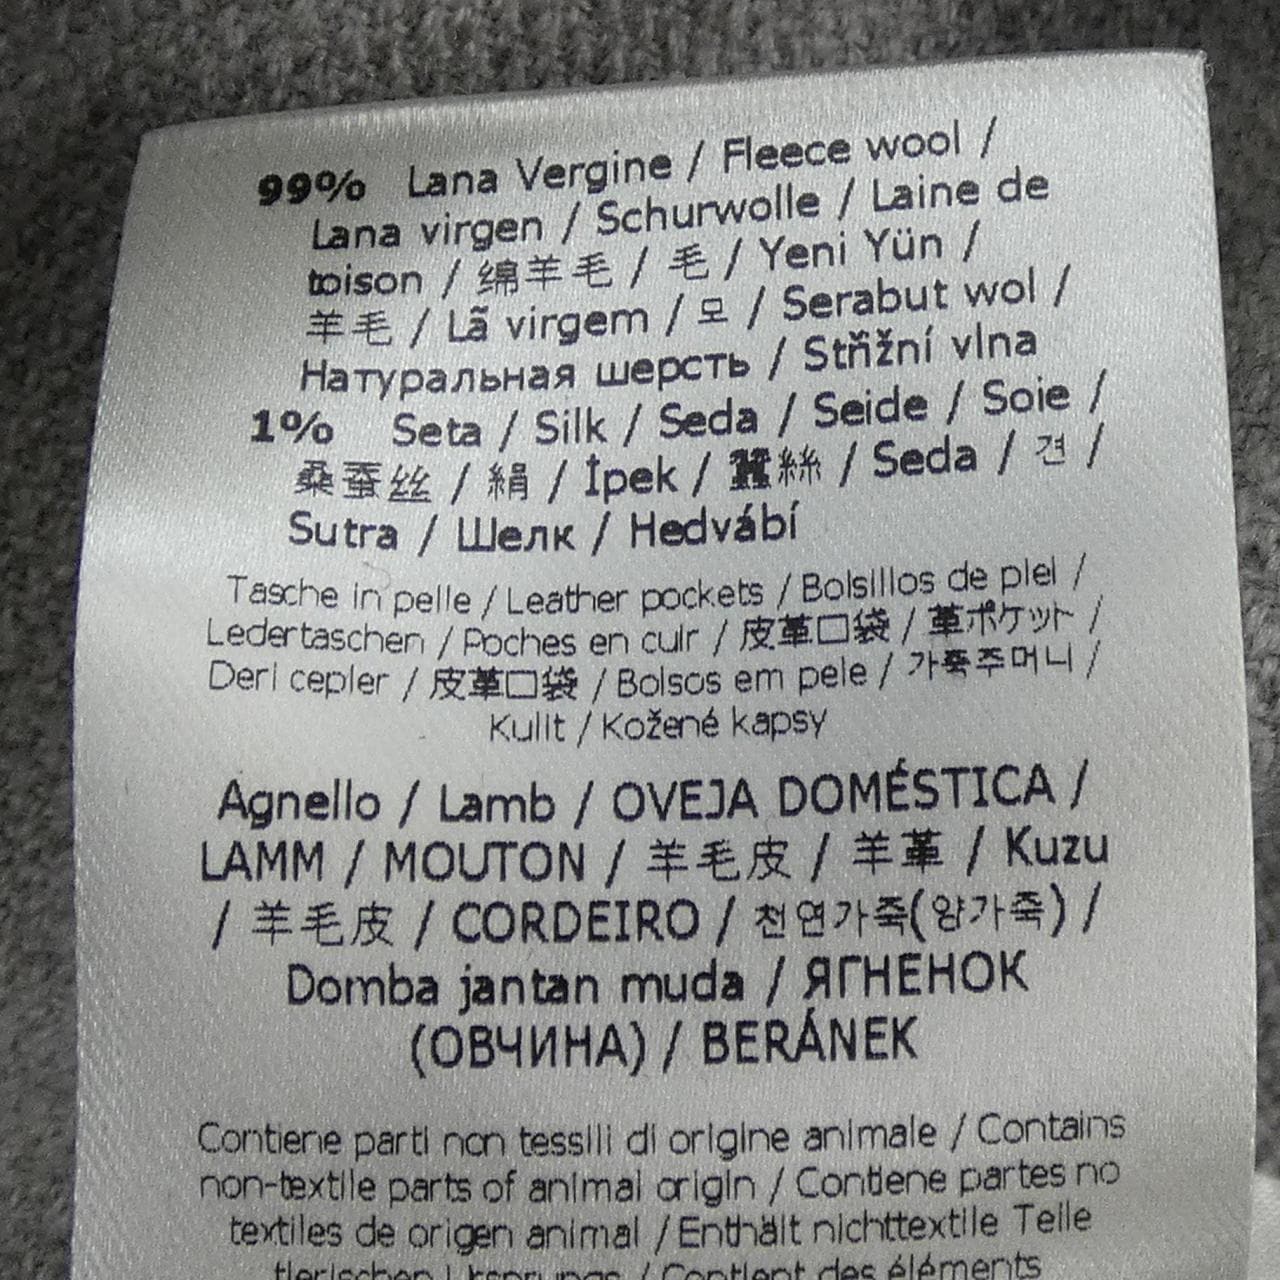 99% Lana Vergine / Fleece wool /
Lana virgen / Schurwolle / Laine de
toison / 绵羊毛 / 毛 / Yeni Yün /
羊毛 / Lã virgem / 모 / Serabut wol /
Натуральная шерсть / Střižní vlna
1% Seta / Silk / Seda / Seide / Soie /
桑蚕丝 / 絹 / İpek / 蠶絲 / Seda / 견 /
Sutra / Шелк / Hedvábí
Tasche in pelle / Leather pockets / Bolsillos de piel /
Ledertaschen / Poches en cuir / 皮革口袋 / 革ポケット /
Deri cepler / 皮革口袋 / Bolsos em pele / 가죽주머니 /
Kulit / Kožené kapsy
Agnello / Lamb / OVEJA DOMÉSTICA /
LAMM / MOUTON / 羊毛皮 / 羊革 / Kuzu
/ 羊毛皮 / CORDEIRO / 천연가죽(양가죽) /
Domba jantan muda / ЯГНЕНОК
(ОВЧИНА) / BERÁNEK
Contiene parti non tessili di origine animale / Contains
non-textile parts of animal origin / Contiene partes no
textiles de origen animal / Enthält nichttextile Teile
tierischen Ursprungs / Contient des éléments